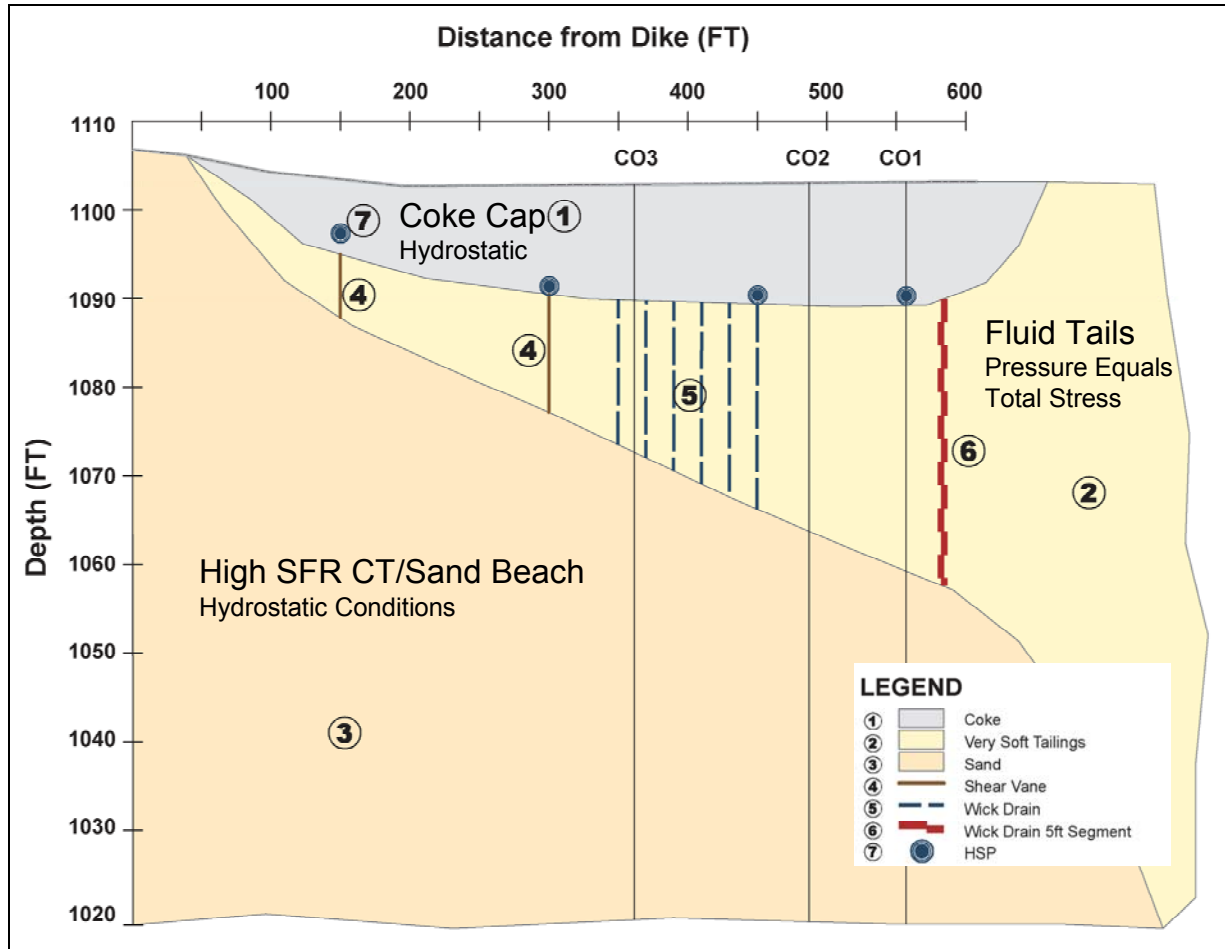 Distance from Dike (FT)
100 200 300 400 500 600
Depth (FT)
1110
1100
1090
1080
1070
1060
1050
1040
1030
1020
CO3 CO2 CO1
7 Coke Cap 1
Hydrostatic
4
4
5
Fluid Tails
Pressure Equals
Total Stress
6
2
High SFR CT/Sand Beach
Hydrostatic Conditions
3
LEGEND
1 Coke
2 Very Soft Tailings
3 Sand
4 Shear Vane
5 Wick Drain
6 Wick Drain 5ft Segment
7 HSP